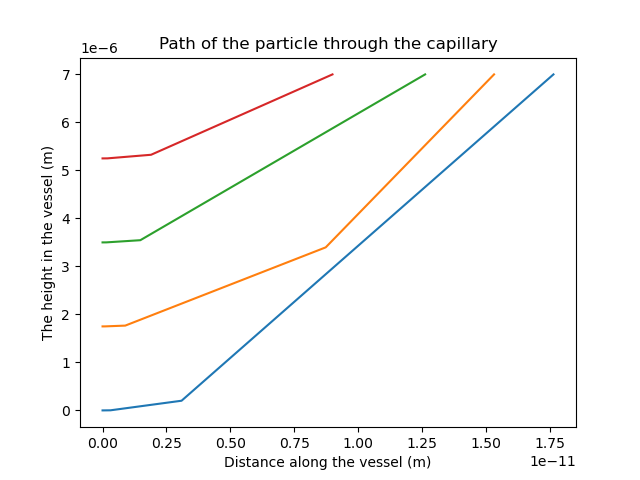 Path of the particle through the capillary
1e−6
The height in the vessel (m)
7
6
5
4
3
2
1
0
0.00 0.25 0.50 0.75 1.00 1.25 1.50 1.75
Distance along the vessel (m)
1e−11